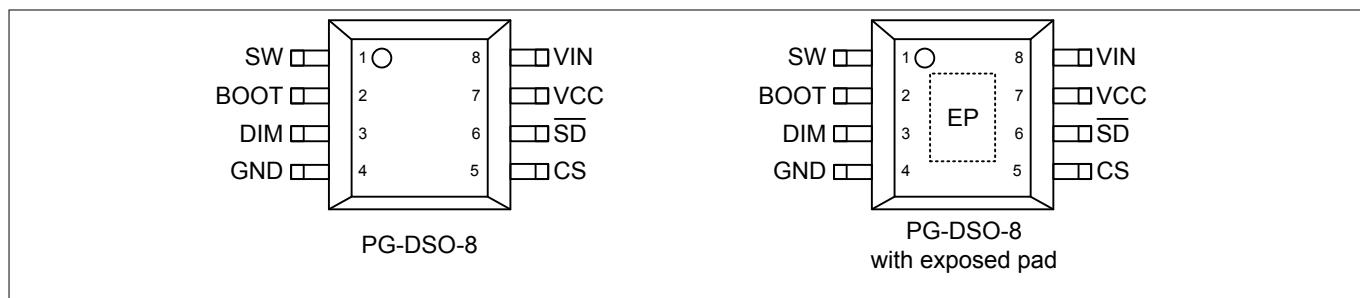 SW 1 8 VIN
BOOT 2 7 VCC
DIM 3 6 SD
GND 4 5 CS
PG-DSO-8
SW 1 8 VIN
BOOT 2 7 VCC
EP
DIM 3 6 SD
GND 4 5 CS
PG-DSO-8
with exposed pad